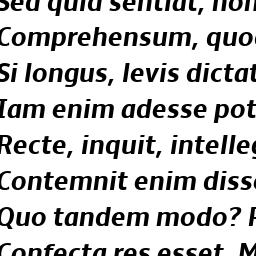 Sed quid sentiat, non
Comprehensum, quod
Si longus, levis dictat
Iam enim adesse pot
Recte, inquit, intelleg
Contemnit enim disse
Quo tandem modo?
Confecta res esset. M